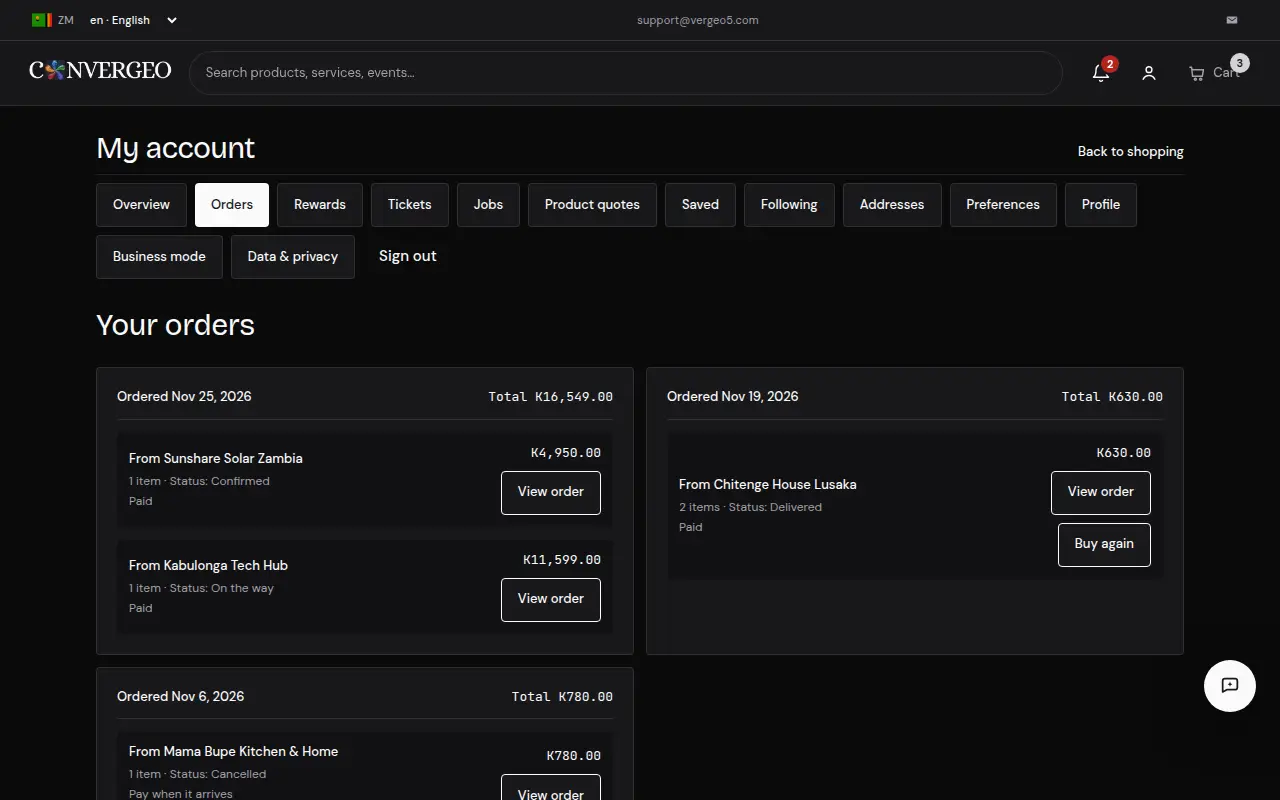 ZM
en · English
support@vergeo5.com
CONVERGEO
Search products, services, events…
2
Cart
3
My account
Back to shopping
Overview
Orders
Rewards
Tickets
Jobs
Product quotes
Saved
Following
Addresses
Preferences
Profile
Business mode
Data & privacy
Sign out
Your orders
Ordered Nov 25, 2026
Total K16,549.00
From Sunshare Solar Zambia
1 item · Status: Confirmed
Paid
K4,950.00
View order
From Kabulonga Tech Hub
1 item · Status: On the way
Paid
K11,599.00
View order
Ordered Nov 19, 2026
Total K630.00
From Chitenge House Lusaka
2 items · Status: Delivered
Paid
K630.00
View order
Buy again
Ordered Nov 6, 2026
Total K780.00
From Mama Bupe Kitchen & Home
1 item · Status: Cancelled
Pay when it arrives
K780.00
View order